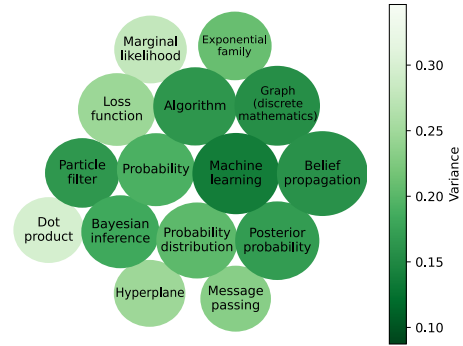 Marginal
likelihood
Exponential
family
Loss
function
Algorithm
Graph
(discrete
mathematics)
Particle
filter
Probability
Machine
learning
Belief
propagation
Dot
product
Bayesian
inference
Probability
distribution
Posterior
probability
Hyperplane
Message
passing
0.30
0.25
0.20
0.15
0.10
Variance